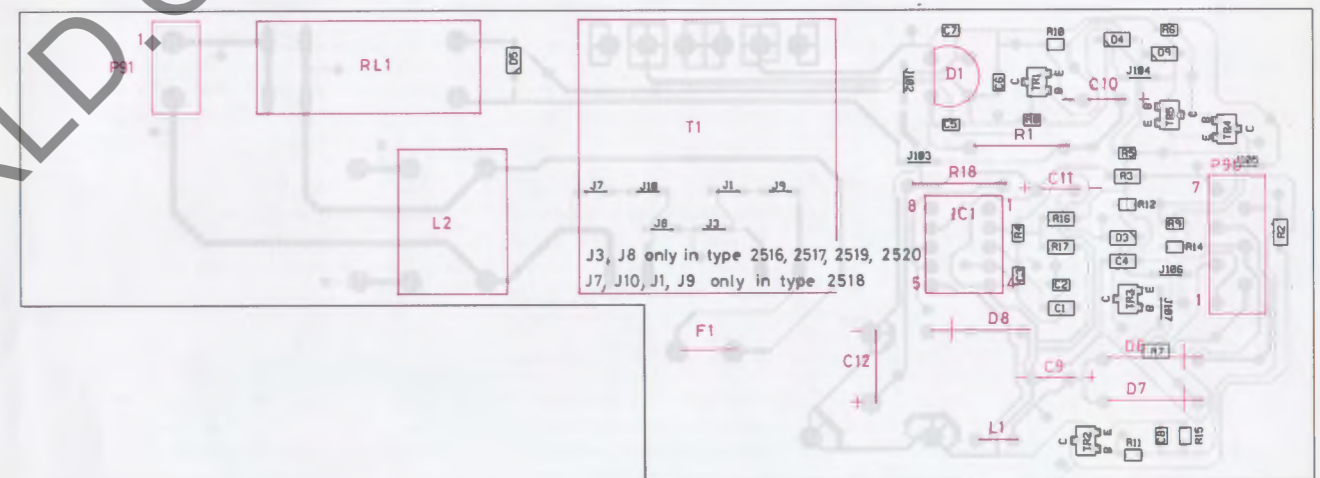 RLD
1
P91
RL1
D5
T1
L2
J7 J10 J1 J9
J8 J3
J3, J8 only in type 2516, 2517, 2519, 2520
J7, J10, J1, J9 only in type 2518
F1
C12
+
C7
D1
J102
C6
C5
R10
D4
R6
D9
C TR1 E B
J104
- C10 +
R8
R1
E B TR5 C
E B TR4 C
J103
R18
+ C11 -
R5
R3
P90
J105
7
8 IC1 1
5 4
R4
C3
R16
R17
C2
C1
R12
D3
C4
R9
R14
J106
R2
1
C TR3 E B
J107
D8
D6
R7
C9 +
D7
L1
C TR2 E B
R11
C8
R15